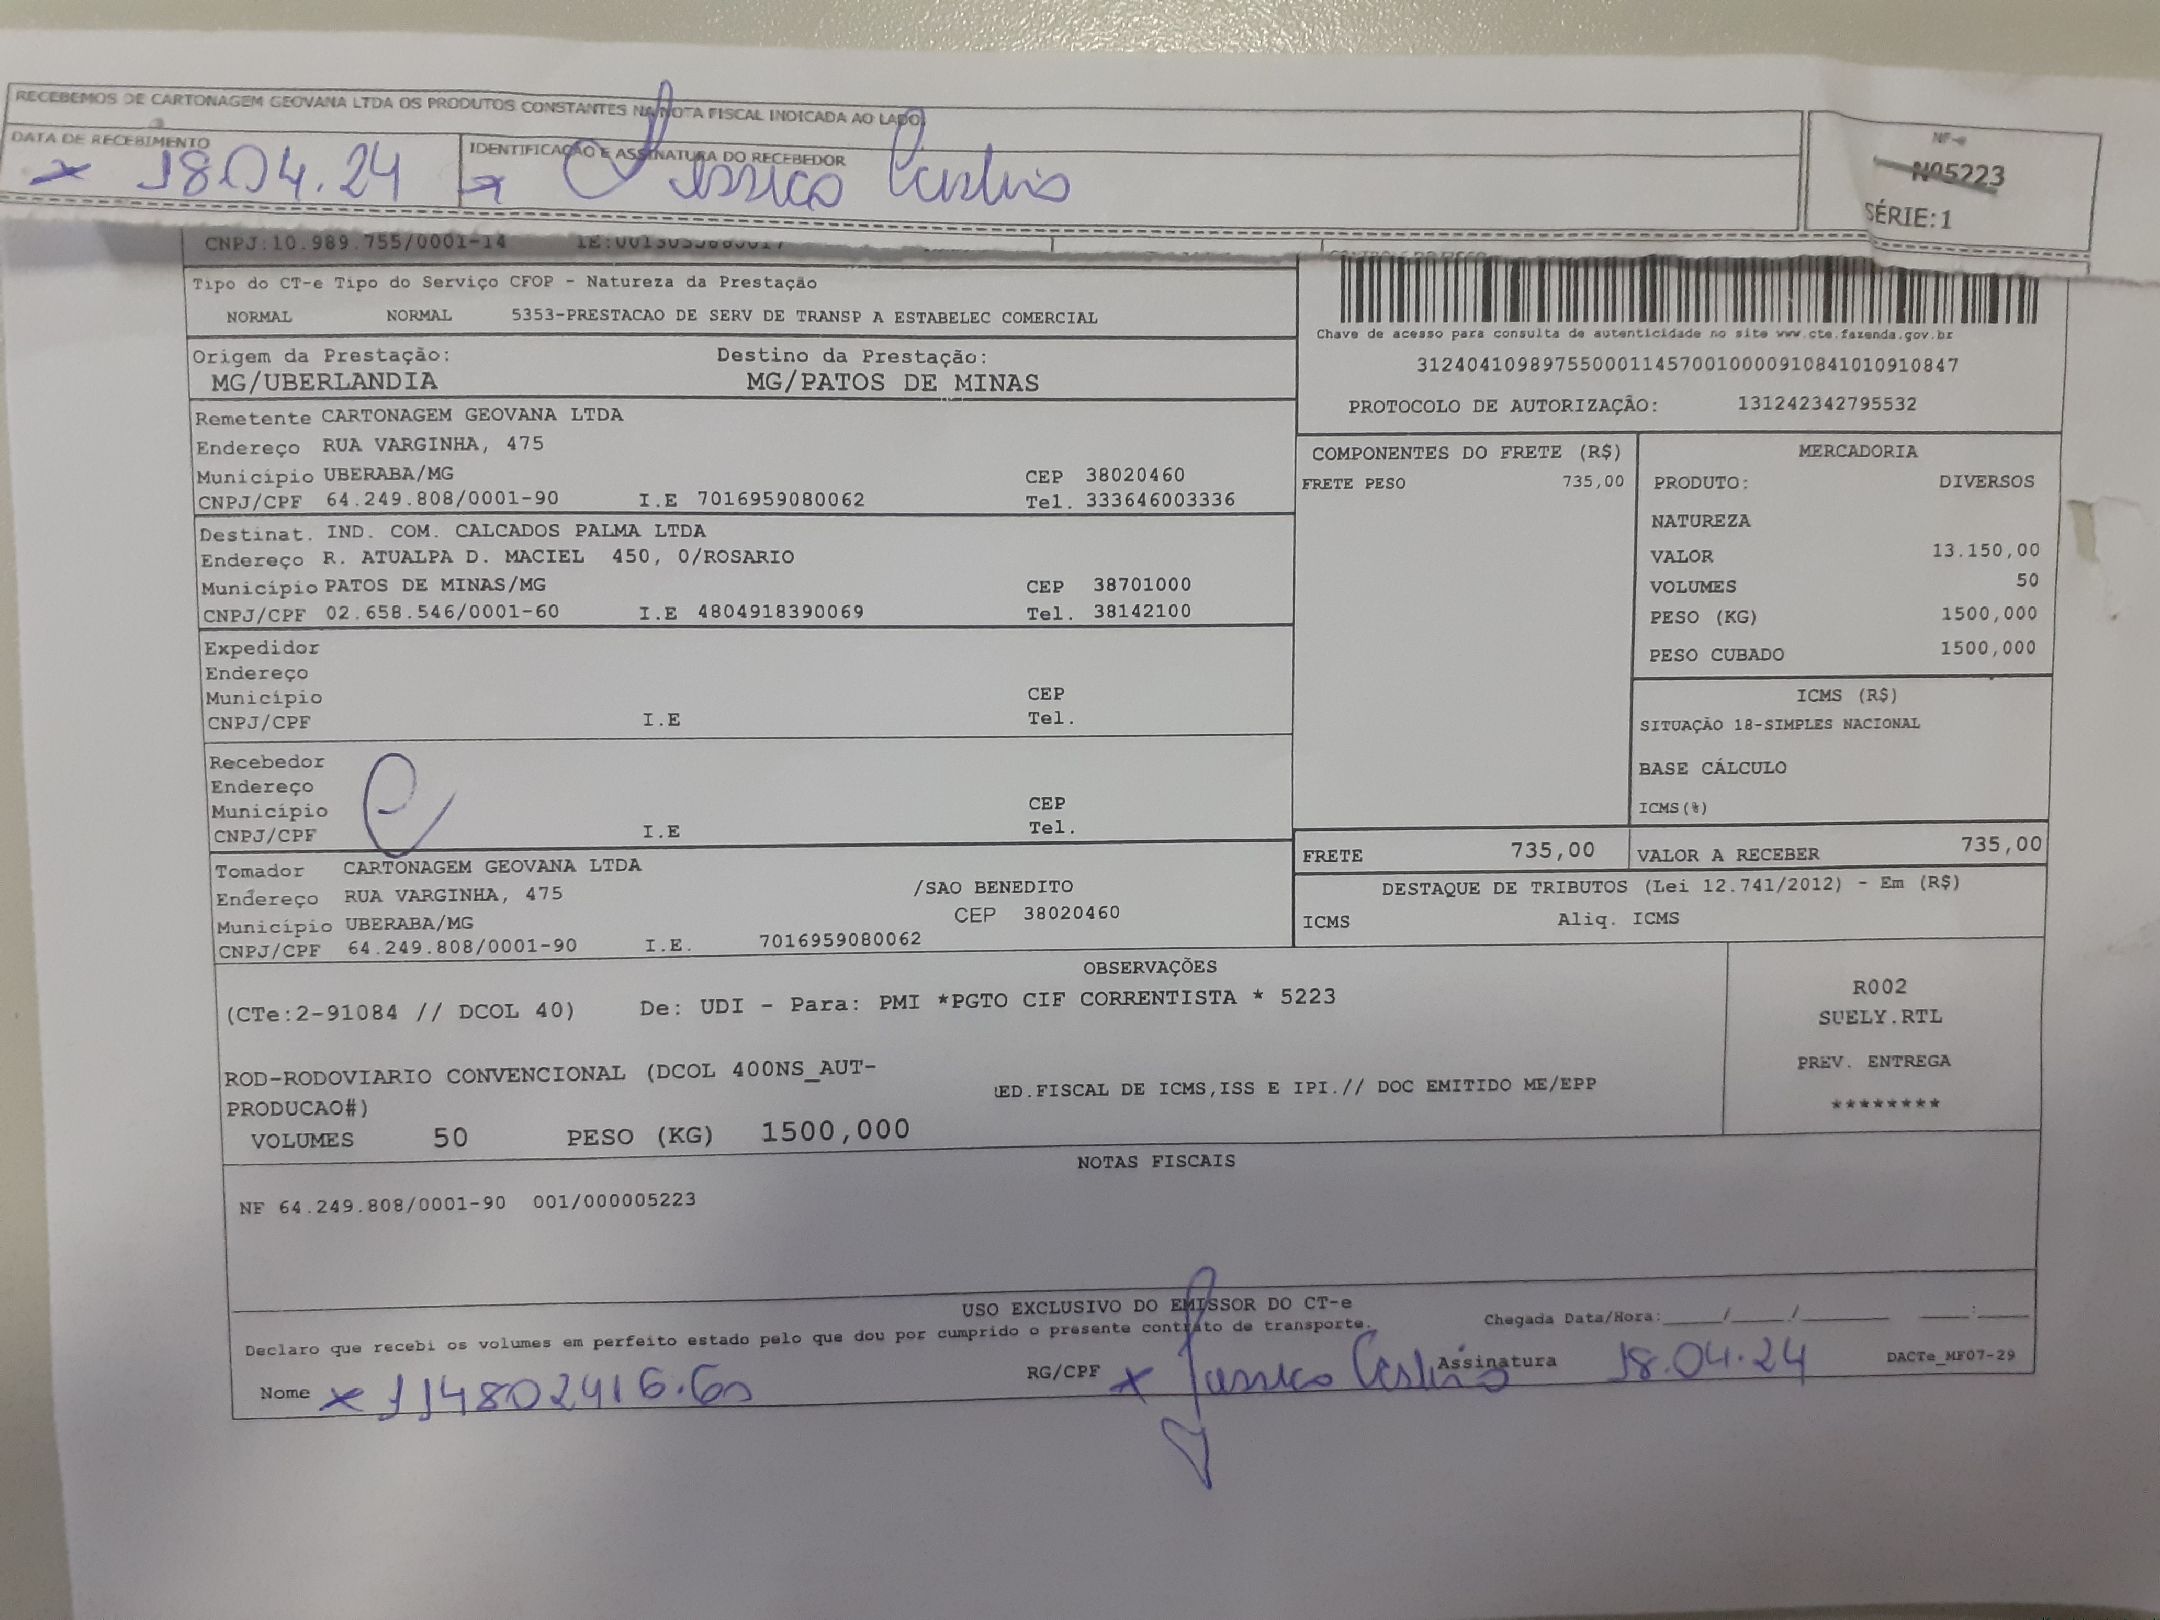 RECEBEMOS DE CARTONAGEM GEOVANA LTDA OS PRODUTOS CONSTANTES NA NOTA FISCAL INDICADA AO LADO
DATA DE RECEBIMENTO
x 18.04.24
IDENTIFICAÇÃO E ASSINATURA DO RECEBEDOR
x Jessica
NF-e
Nº5223
SÉRIE:1
CNPJ:10.989.755/0001-14
Tipo do CT-e Tipo do Serviço CFOP - Natureza da Prestação
NORMAL NORMAL 5353-PRESTACAO DE SERV DE TRANSP A ESTABELEC COMERCIAL
Chave de acesso para consulta de autenticidade no site www.cte.fazenda.gov.br
31240410989755000114570010000910841010910847
PROTOCOLO DE AUTORIZAÇÃO: 131242342795532
Origem da Prestação: Destino da Prestação:
MG/UBERLANDIA MG/PATOS DE MINAS
Remetente CARTONAGEM GEOVANA LTDA
Endereço RUA VARGINHA, 475
Município UBERABA/MG CEP 38020460
CNPJ/CPF 64.249.808/0001-90 I.E 7016959080062 Tel. 333646003336
Destinat. IND. COM. CALCADOS PALMA LTDA
Endereço R. ATUALPA D. MACIEL 450, 0/ROSARIO
Município PATOS DE MINAS/MG CEP 38701000
CNPJ/CPF 02.658.546/0001-60 I.E 4804918390069 Tel. 38142100
Expedidor
Endereço
Município CEP
CNPJ/CPF I.E Tel.
Recebedor
Endereço
Município CEP
CNPJ/CPF I.E Tel.
Tomador CARTONAGEM GEOVANA LTDA
Endereço RUA VARGINHA, 475 /SAO BENEDITO
Município UBERABA/MG CEP 38020460
CNPJ/CPF 64.249.808/0001-90 I.E. 7016959080062
COMPONENTES DO FRETE (R$)
FRETE PESO 735,00
MERCADORIA
PRODUTO: DIVERSOS
NATUREZA
VALOR 13.150,00
VOLUMES 50
PESO (KG) 1500,000
PESO CUBADO 1500,000
ICMS (R$)
SITUAÇÃO 18-SIMPLES NACIONAL
BASE CÁLCULO
ICMS(%)
FRETE 735,00 VALOR A RECEBER 735,00
DESTAQUE DE TRIBUTOS (Lei 12.741/2012) - Em (R$)
ICMS Aliq. ICMS
OBSERVAÇÕES
(CTe:2-91084 // DCOL 40) De: UDI - Para: PMI *PGTO CIF CORRENTISTA * 5223
ROD-RODOVIARIO CONVENCIONAL (DCOL 400NS_AUT-
PRODUCAO#)
ED.FISCAL DE ICMS,ISS E IPI.// DOC EMITIDO ME/EPP
VOLUMES 50 PESO (KG) 1500,000
R002
SUELY.RTL
PREV. ENTREGA
********
NOTAS FISCAIS
NF 64.249.808/0001-90 001/000005223
USO EXCLUSIVO DO EMISSOR DO CT-e
Declaro que recebi os volumes em perfeito estado pelo que dou por cumprido o presente contrato de transporte.
Chegada Data/Hora:_____/_____/________ _____:_____
Nome x 114802416.60 RG/CPF x Jessica Assinatura 18.04.24 DACTe_MF07-29